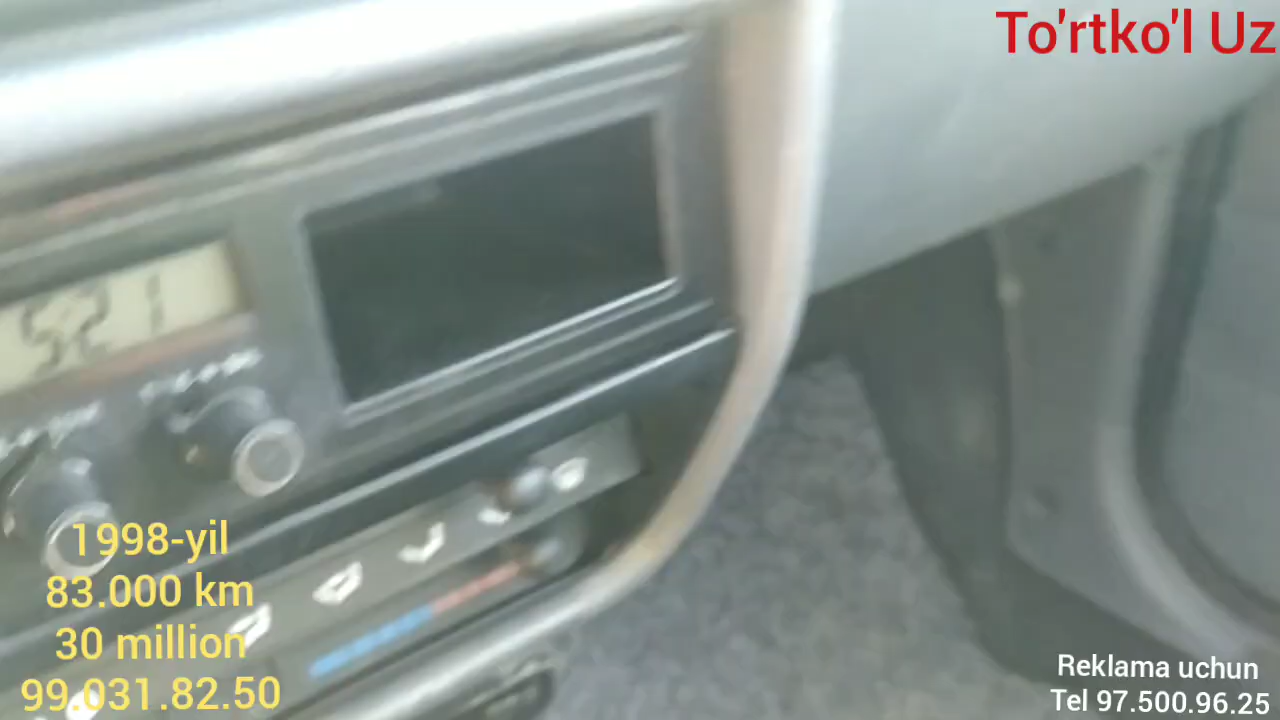 To'rtko'l Uz
521
1998-yil
83.000 km
30 million
99.031.82.50
Reklama uchun
Tel 97.500.96.25